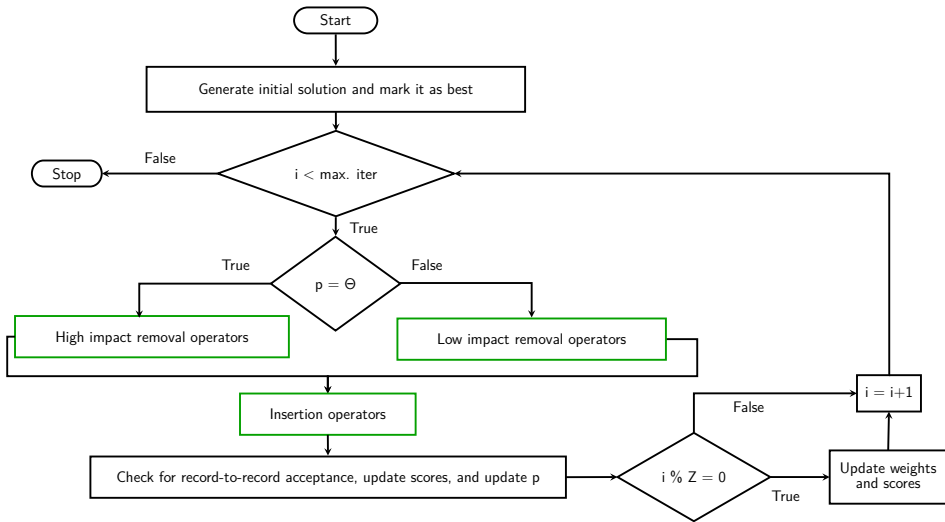 Start
Generate initial solution and mark it as best
False
Stop
i < max. iter
True
True
False
p = Θ
High impact removal operators
Low impact removal operators
Insertion operators
i = i+1
False
Check for record-to-record acceptance, update scores, and update p
i % Z = 0
True
Update weights
and scores